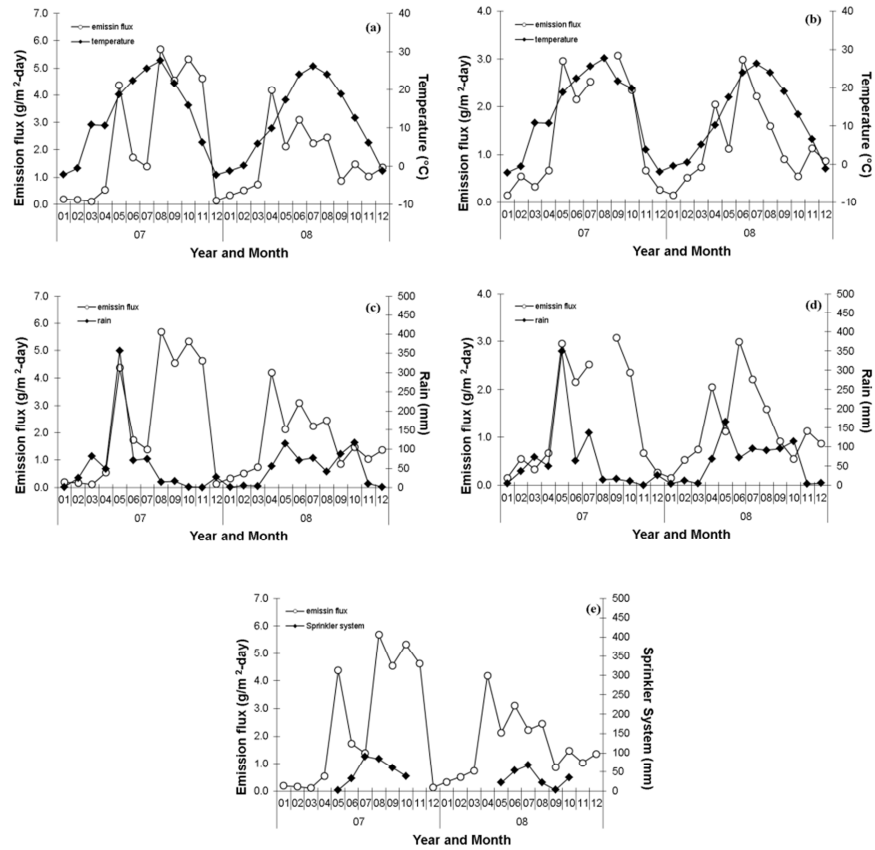 (a)
emissin flux
temperature
Emission flux (g/m²-day)
7.0
6.0
5.0
4.0
3.0
2.0
1.0
0.0
40
30
20
10
0
-10
Temperature (°C)
01 02 03 04 05 06 07 08 09 10 11 12 01 02 03 04 05 06 07 08 09 10 11 12
07 08
Year and Month
(b)
emission flux
temperature
Emission flux (g/m²-day)
4.0
3.0
2.0
1.0
0.0
40
30
20
10
0
-10
Temperature (°C)
01 02 03 04 05 06 07 08 09 10 11 12 01 02 03 04 05 06 07 08 09 10 11 12
07 08
Year and Month
(c)
emissin flux
rain
Emission flux (g/m²-day)
7.0
6.0
5.0
4.0
3.0
2.0
1.0
0.0
500
450
400
350
300
250
200
150
100
50
0
Rain (mm)
01 02 03 04 05 06 07 08 09 10 11 12 01 02 03 04 05 06 07 08 09 10 11 12
07 08
Year and Month
(d)
emissin flux
rain
Emission flux (g/m²-day)
4.0
3.0
2.0
1.0
0.0
500
450
400
350
300
250
200
150
100
50
0
Rain (mm)
01 02 03 04 05 06 07 08 09 10 11 12 01 02 03 04 05 06 07 08 09 10 11 12
07 08
Year and Month
(e)
emissin flux
Sprinkler system
Emission flux (g/m²-day)
7.0
6.0
5.0
4.0
3.0
2.0
1.0
0.0
500
450
400
350
300
250
200
150
100
50
0
Sprinkler System (mm)
01 02 03 04 05 06 07 08 09 10 11 12 01 02 03 04 05 06 07 08 09 10 11 12
07 08
Year and Month